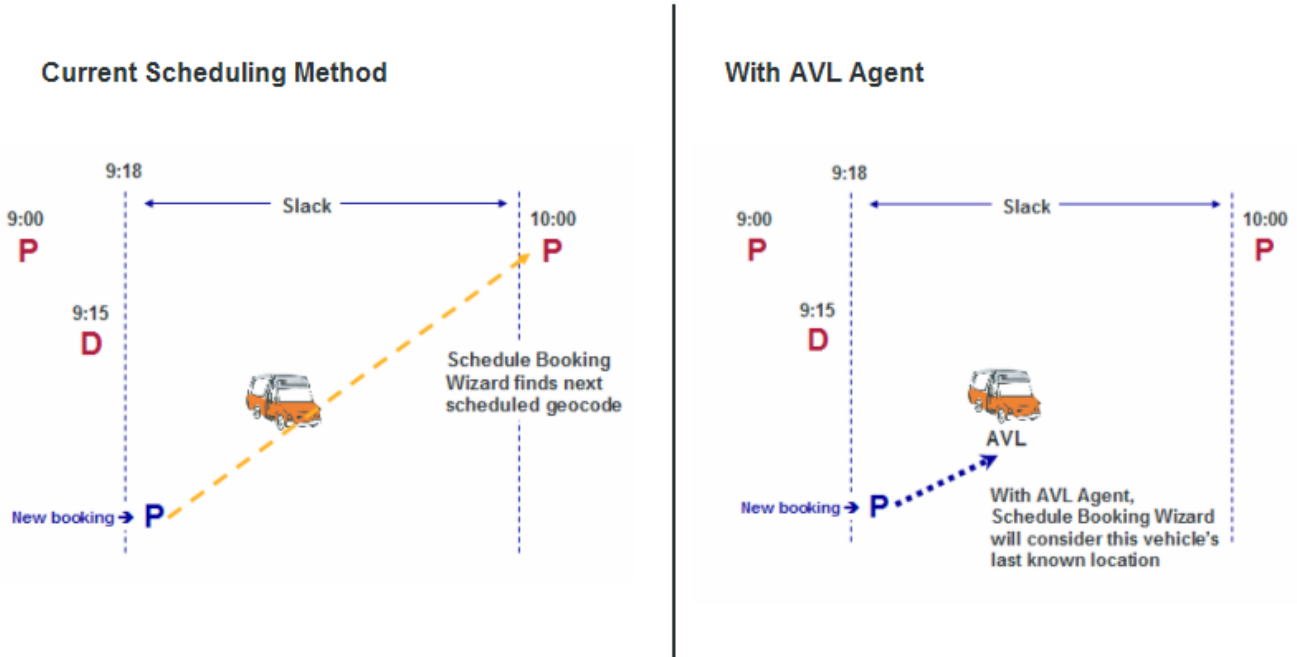 Current Scheduling Method
9:18
Slack
9:00
P
10:00
P
9:15
D
Schedule Booking
Wizard finds next
scheduled geocode
New booking → P
With AVL Agent
9:18
Slack
9:00
P
10:00
P
9:15
D
AVL
New booking → P
With AVL Agent,
Schedule Booking Wizard
will consider this vehicle's
last known location